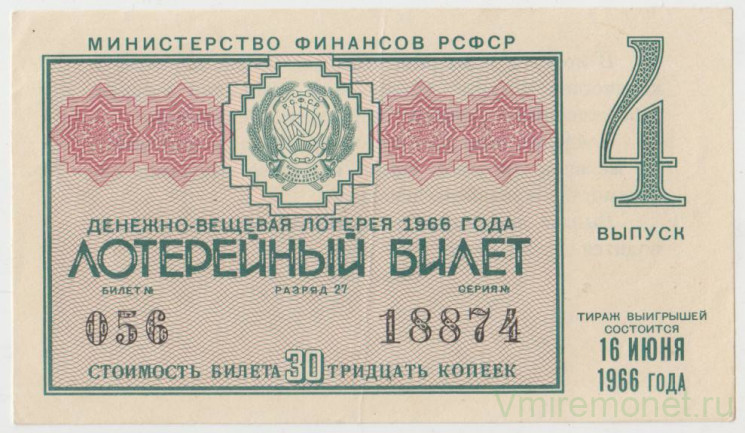 МИНИСТЕРСТВО ФИНАНСОВ РСФСР
РСФСР
ДЕНЕЖНО-ВЕЩЕВАЯ ЛОТЕРЕЯ 1966 ГОДА
ЛОТЕРЕЙНЫЙ БИЛЕТ
БИЛЕТ № РАЗРЯД 27 СЕРИЯ №
056 18874
СТОИМОСТЬ БИЛЕТА 30 ТРИДЦАТЬ КОПЕЕК
4
ВЫПУСК
ТИРАЖ ВЫИГРЫШЕЙ
СОСТОИТСЯ
16 ИЮНЯ
1966 ГОДА
Vmiremonet.ru